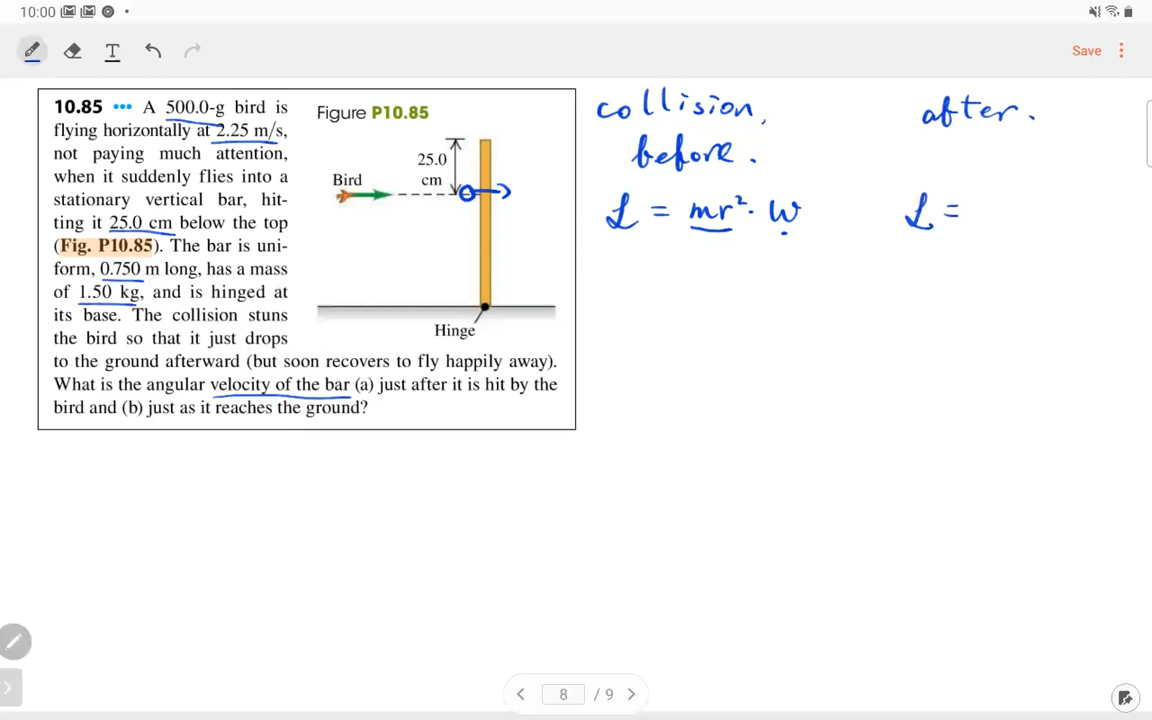 10:00
Save
10.85 ••• A 500.0-g bird is
flying horizontally at 2.25 m/s,
not paying much attention,
when it suddenly flies into a
stationary vertical bar, hit-
ting it 25.0 cm below the top
(Fig. P10.85). The bar is uni-
form, 0.750 m long, has a mass
of 1.50 kg, and is hinged at
its base. The collision stuns
the bird so that it just drops
to the ground afterward (but soon recovers to fly happily away).
What is the angular velocity of the bar (a) just after it is hit by the
bird and (b) just as it reaches the ground?
Figure P10.85
25.0
cm
Bird
Hinge
collision,
before.
after.
L = mr²·w
L =
8 / 9